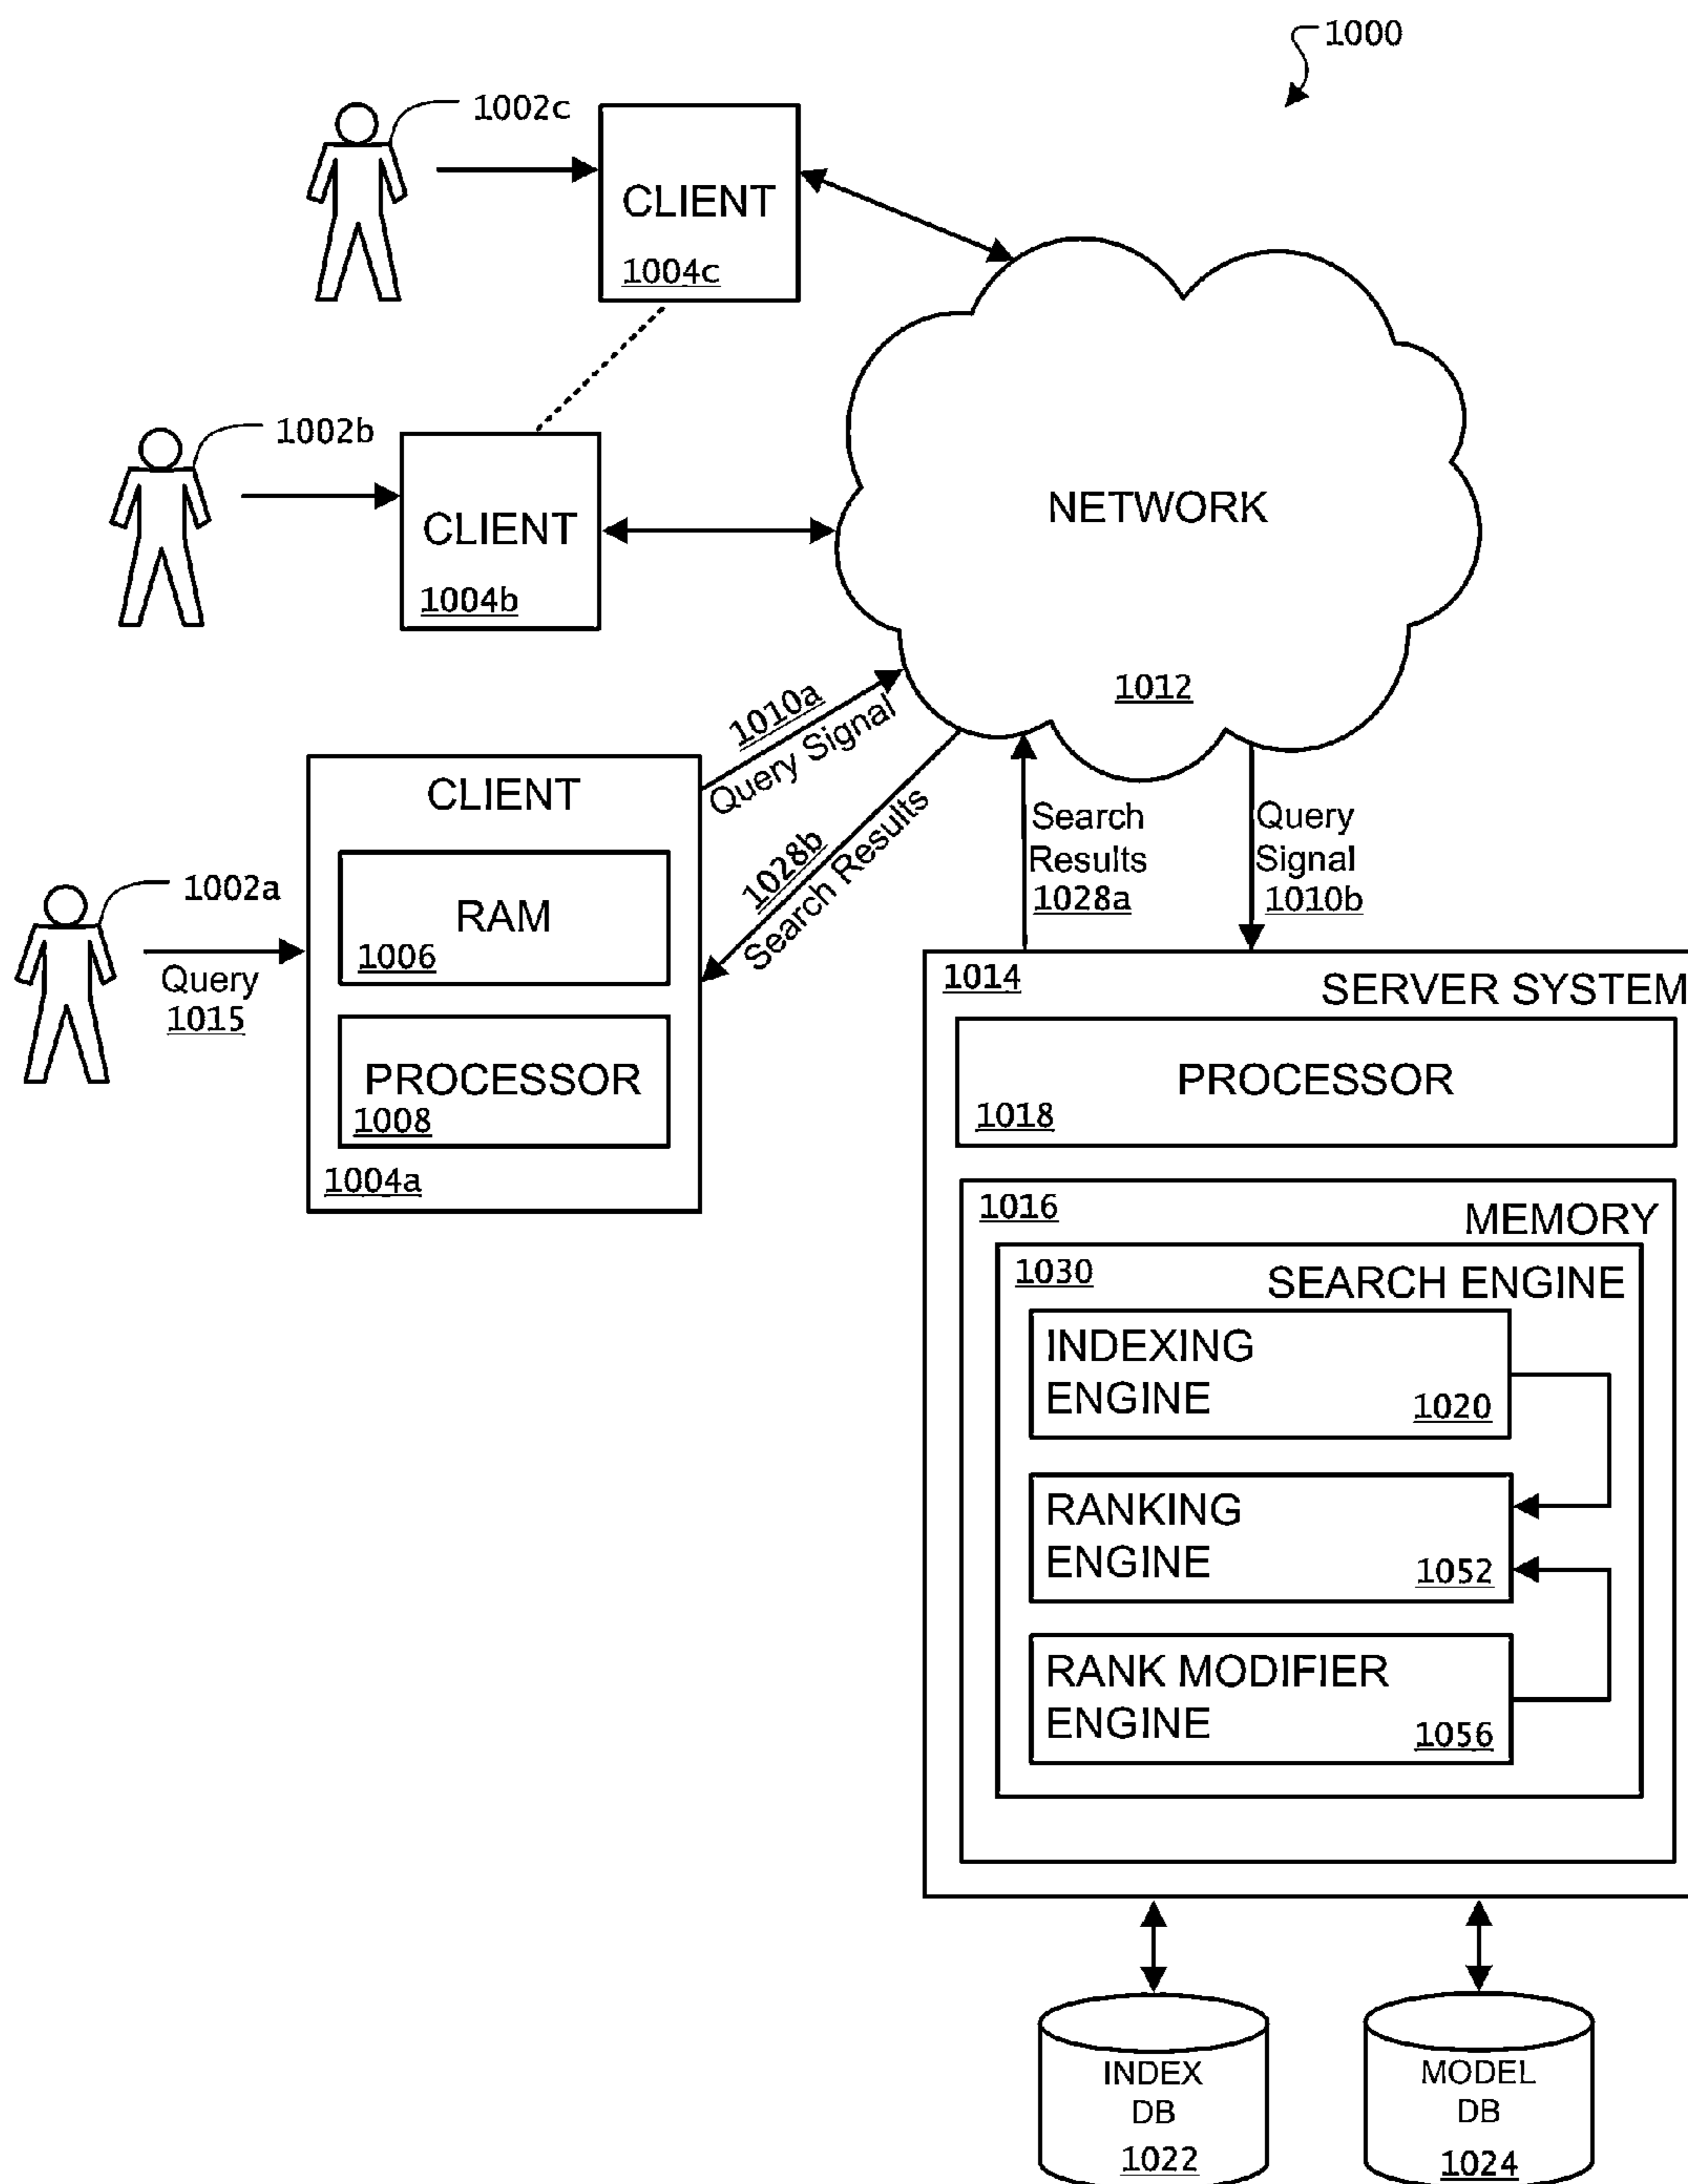 1000
1002c
CLIENT
1004c
1002b
CLIENT
1004b
NETWORK
1012
1010a
Query Signal
1028b
Search Results
CLIENT
RAM
1006
PROCESSOR
1008
1004a
1002a
Query
1015
Search
Results
1028a
Query
Signal
1010b
1014
SERVER SYSTEM
PROCESSOR
1018
1016
MEMORY
1030
SEARCH ENGINE
INDEXING
ENGINE
1020
RANKING
ENGINE
1052
RANK MODIFIER
ENGINE
1056
INDEX
DB
1022
MODEL
DB
1024